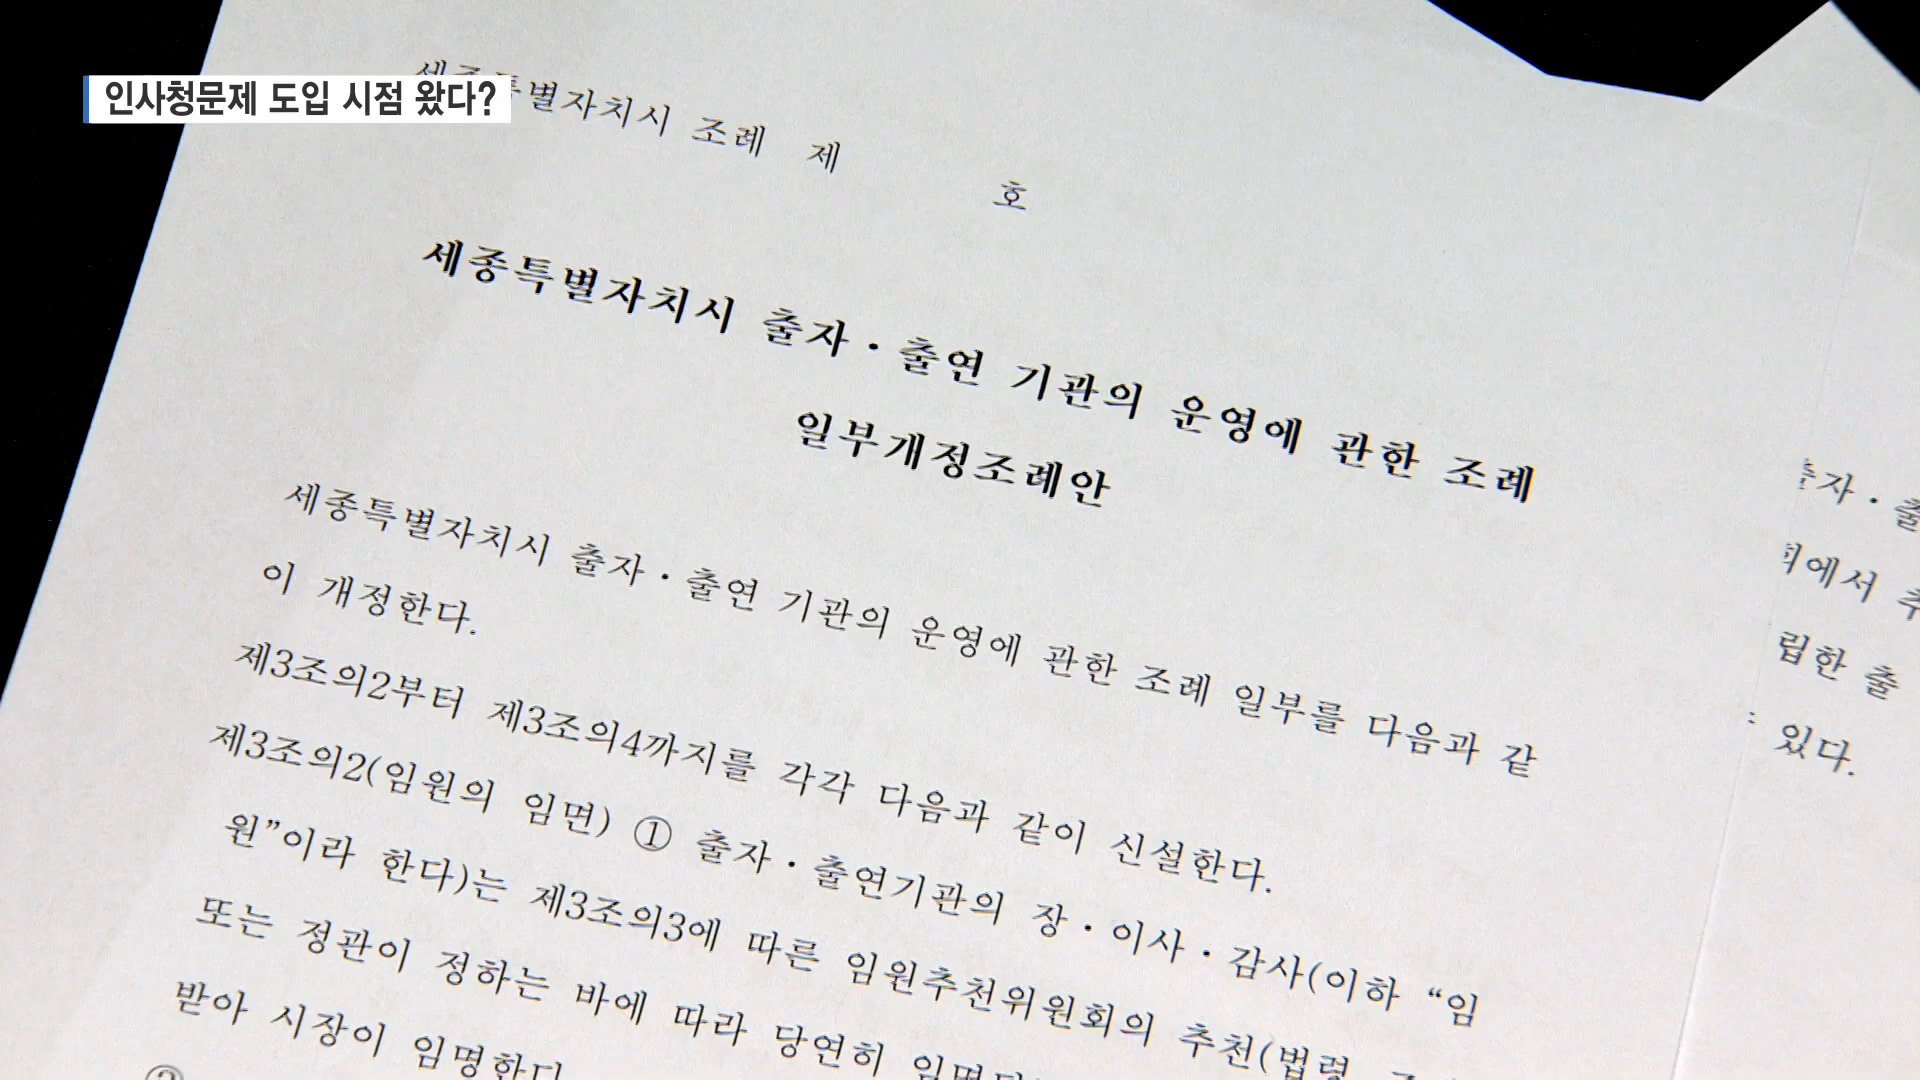 인사청문제 도입 시점 왔다?
세종특별자치시 조례 제 호
세종특별자치시 출자·출연 기관의 운영에 관한 조례
일부개정조례안
세종특별자치시 출자·출연 기관의 운영에 관한 조례 일부를 다음과 같
이 개정한다.
제3조의2부터 제3조의4까지를 각각 다음과 같이 신설한다.
제3조의2(임원의 임면) ① 출자·출연기관의 장·이사·감사(이하 “임
원”이라 한다)는 제3조의3에 따른 임원추천위원회의 추천(법령
또는 정관이 정하는 바에 따라 당연히
받아 시장이 임명한다
출자·출
에서
립한 출
있다.